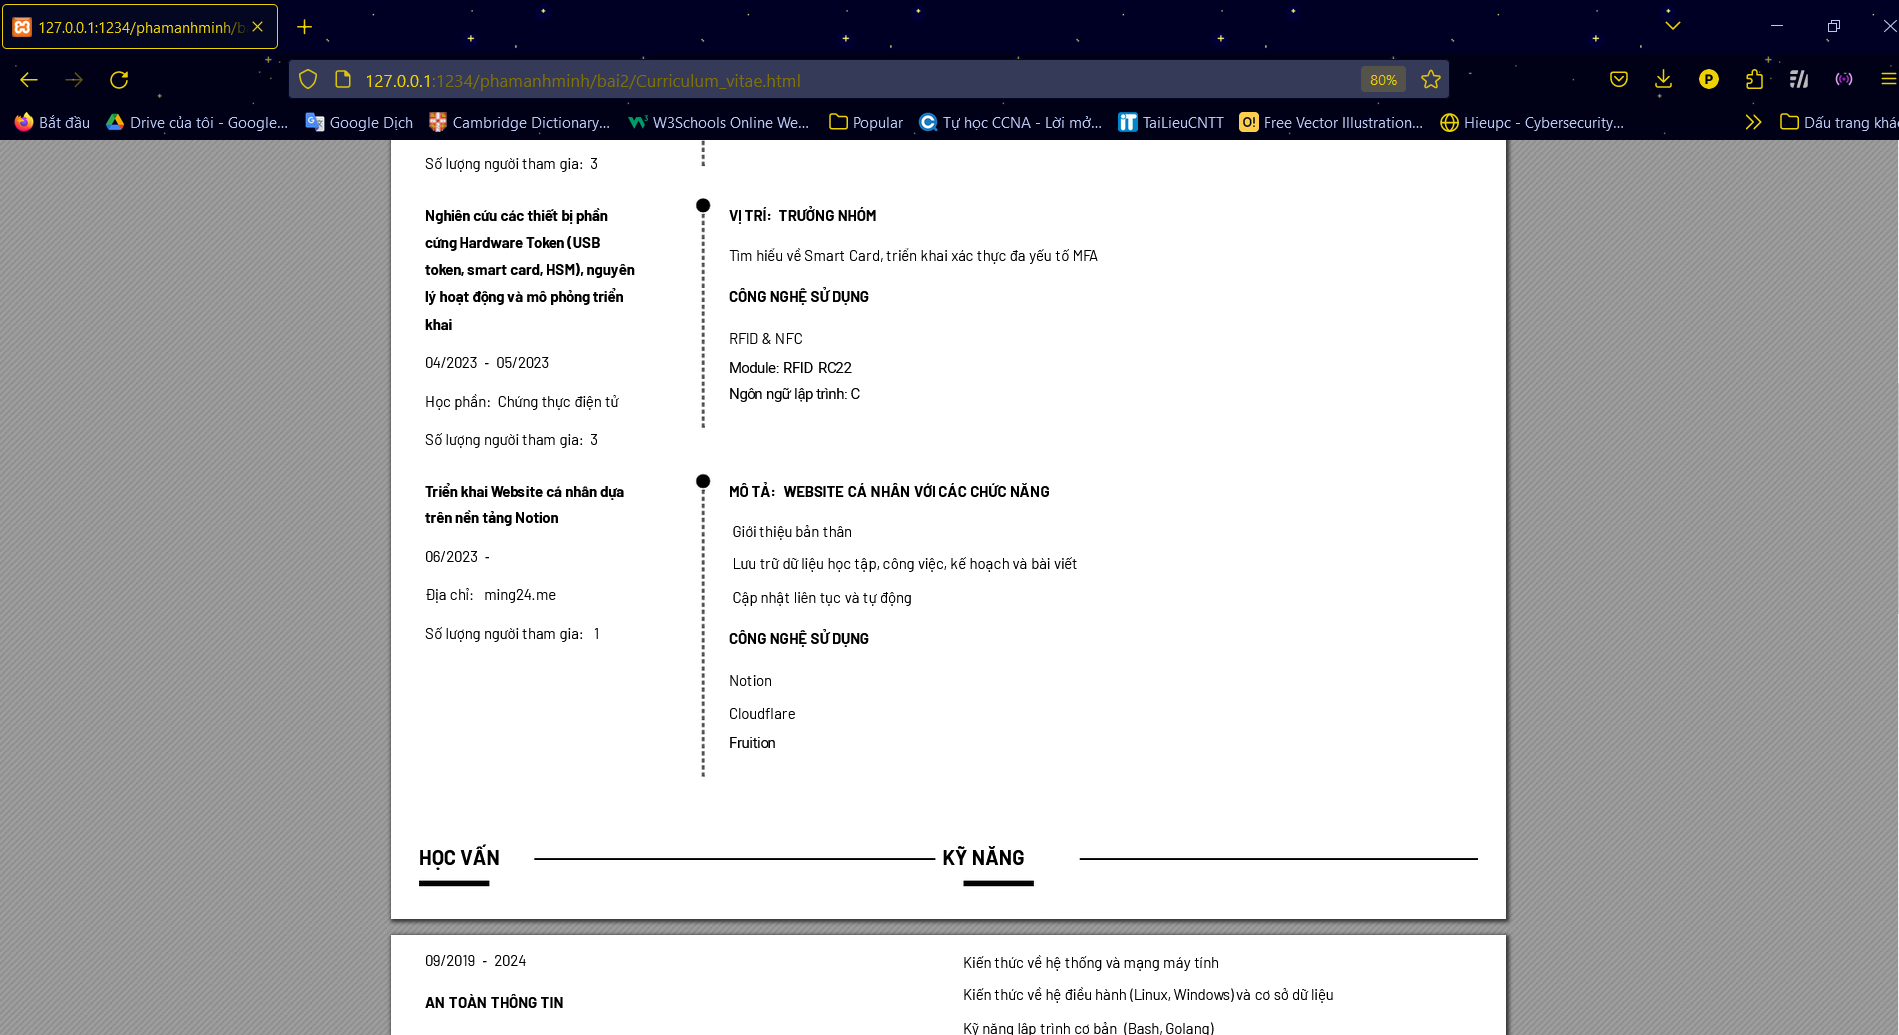 127.0.0.1:1234/phamanhminh/b
127.0.0.1:1234/phamanhminh/bai2/Curriculum_vitae.html
80%
P
Bắt đầu
Drive của tôi - Google...
Google Dịch
Cambridge Dictionary...
W3Schools Online We...
Popular
Tự học CCNA - Lời mở...
TaiLieuCNTT
Free Vector Illustration...
Hieupc - Cybersecurity...
Dấu trang khá
Số lượng người tham gia: 3
Nghiên cứu các thiết bị phần
cứng Hardware Token (USB
token, smart card, HSM), nguyên
lý hoạt động và mô phỏng triển
khai
04/2023 - 05/2023
Học phần: Chứng thực điện tử
Số lượng người tham gia: 3
VỊ TRÍ: TRƯỞNG NHÓM
Tìm hiểu về Smart Card, triển khai xác thực đa yếu tố MFA
CÔNG NGHỆ SỬ DỤNG
RFID & NFC
Module: RFID RC22
Ngôn ngữ lập trình: C
Triển khai Website cá nhân dựa
trên nền tảng Notion
06/2023 -
Địa chỉ: ming24.me
Số lượng người tham gia: 1
MÔ TẢ: WEBSITE CÁ NHÂN VỚI CÁC CHỨC NĂNG
Giới thiệu bản thân
Lưu trữ dữ liệu học tập, công việc, kế hoạch và bài viết
Cập nhật liên tục và tự động
CÔNG NGHỆ SỬ DỤNG
Notion
Cloudflare
Fruition
HỌC VẤN
KỸ NĂNG
09/2019 - 2024
AN TOÀN THÔNG TIN
Kiến thức về hệ thống và mạng máy tính
Kiến thức về hệ điều hành (Linux, Windows) và cơ sở dữ liệu
Kỹ năng lập trình cơ bản (Bash, Golang)